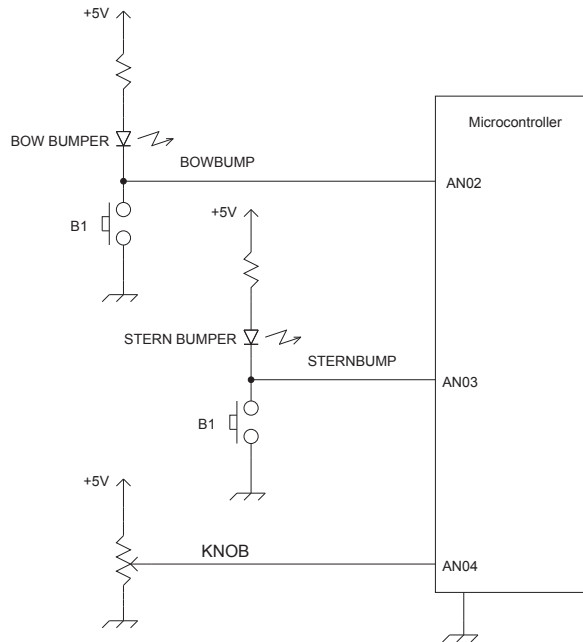 +5V
Microcontroller
BOW BUMPER
BOWBUMP
AN02
+5V
B1
STERN BUMPER
STERNBUMP
AN03
B1
+5V
KNOB
AN04